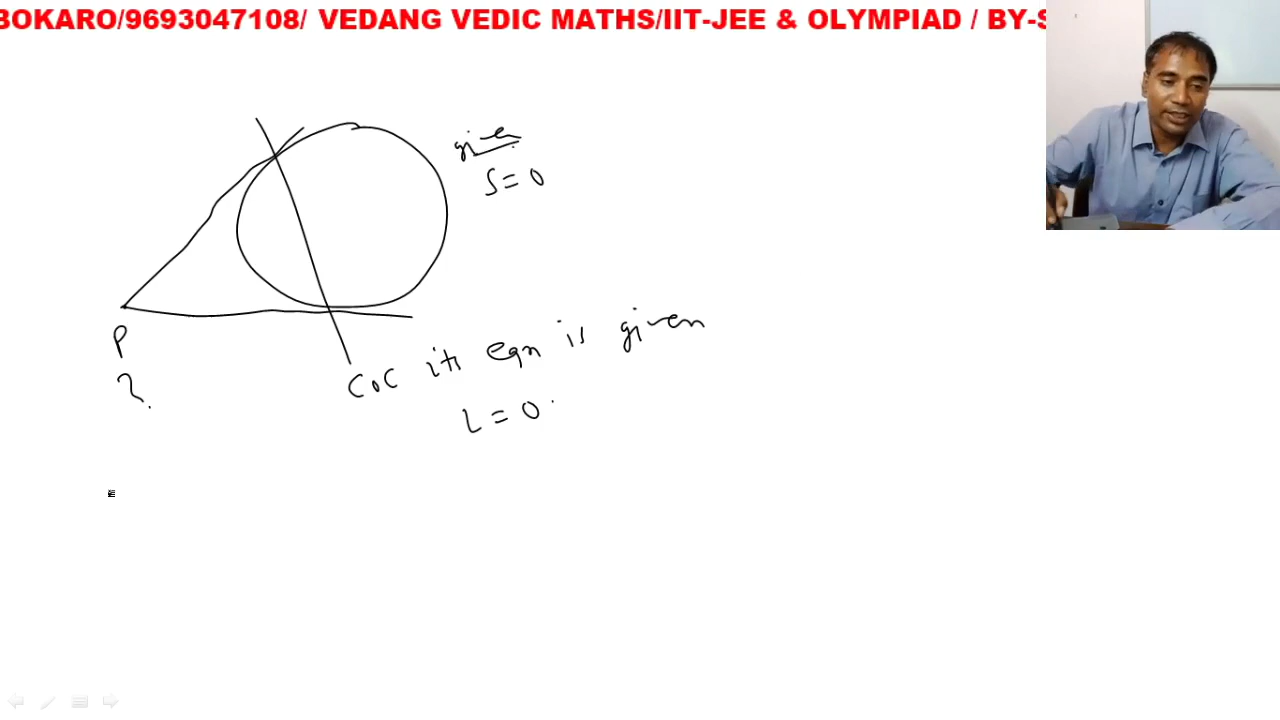 BOKARO/9693047108/ VEDANG VEDIC MATHS/IIT-JEE & OLYMPIAD / BY-S
given
S = 0
P
?
COC its eqn is given
L = 0